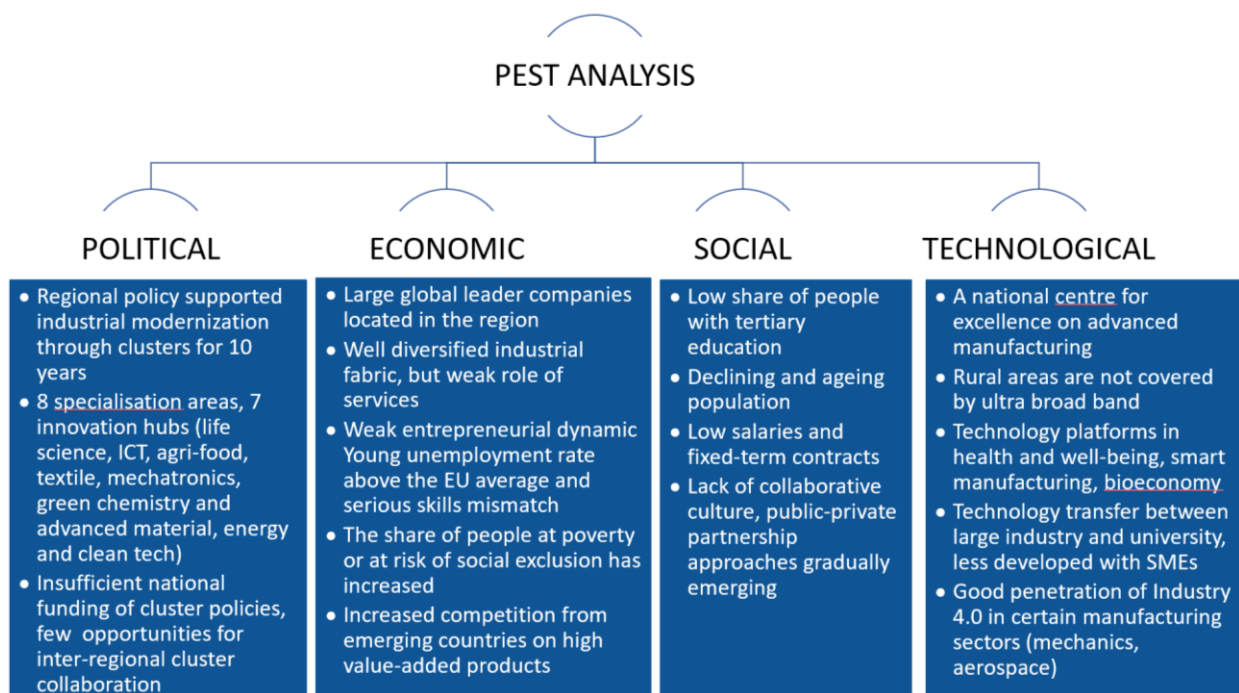 PEST ANALYSIS
POLITICAL
• Regional policy supported
industrial modernization
through clusters for 10
years
• 8 specialisation areas, 7
innovation hubs (life
science, ICT, agri-food,
textile, mechatronics,
green chemistry and
advanced material, energy
and clean tech)
• Insufficient national
funding of cluster policies,
few opportunities for
inter-regional cluster
collaboration
ECONOMIC
• Large global leader companies
located in the region
• Well diversified industrial
fabric, but weak role of
services
• Weak entrepreneurial dynamic
Young unemployment rate
above the EU average and
serious skills mismatch
• The share of people at poverty
or at risk of social exclusion has
increased
• Increased competition from
emerging countries on high
value-added products
SOCIAL
• Low share of people
with tertiary
education
• Declining and ageing
population
• Low salaries and
fixed-term contracts
• Lack of collaborative
culture, public-private
partnership
approaches gradually
emerging
TECHNOLOGICAL
• A national centre for
excellence on advanced
manufacturing
• Rural areas are not covered
by ultra broad band
• Technology platforms in
health and well-being, smart
manufacturing, bioeconomy
• Technology transfer between
large industry and university,
less developed with SMEs
• Good penetration of Industry
4.0 in certain manufacturing
sectors (mechanics,
aerospace)